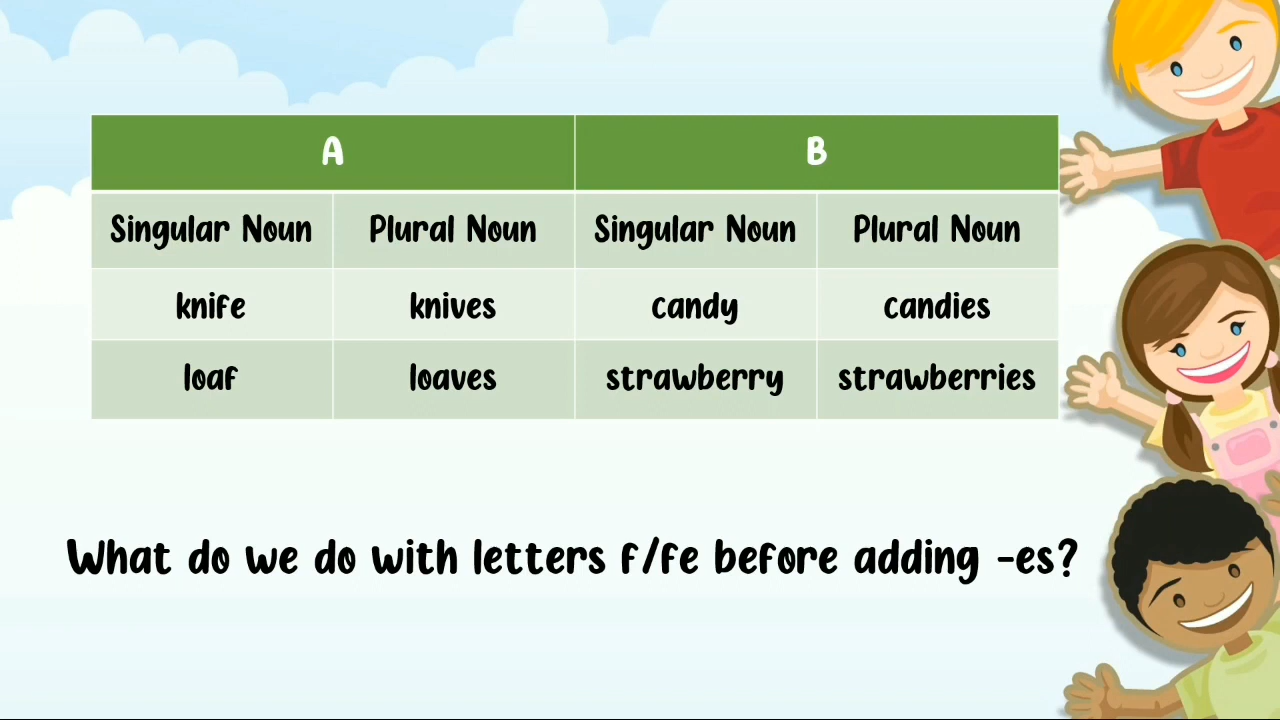 A B
Singular Noun Plural Noun Singular Noun Plural Noun
knife knives candy candies
loaf loaves strawberry strawberries
What do we do with letters f/fe before adding -es?